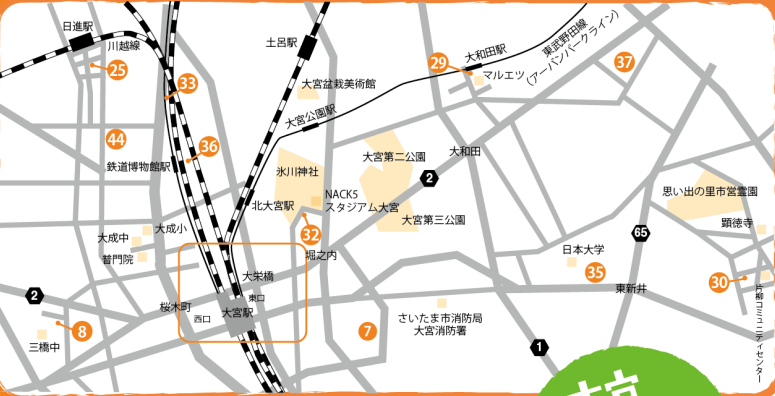 日進駅
川越線
25
33
44
36
鉄道博物館駅
土呂駅
大宮盆栽美術館
大宮公園駅
29
大和田駅
マルエツ
東武野田線
(アーバンパークライン)
37
氷川神社
大宮第二公園
大和田
2
北大宮駅
NACK5
スタジアム大宮
大宮第三公園
32
堀之内
思い出の里市営霊園
顕徳寺
65
日本大学
35
東新井
30
片柳コミュニティセンター
大成小
大成中
普門院
大栄橋
東口
大宮駅
西口
桜木町
2
8
三橋中
7
さいたま市消防局
大宮消防署
1
大宮